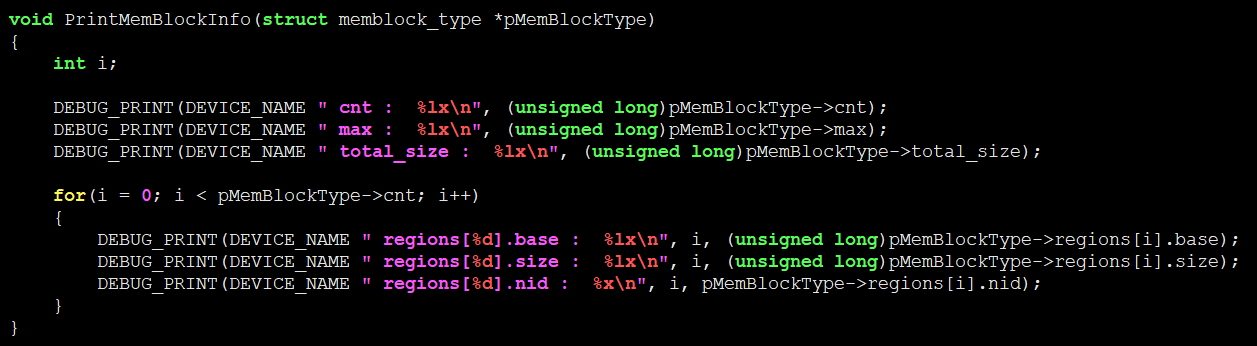 void PrintMemBlockInfo(struct memblock_type *pMemBlockType)
{
    int i;

    DEBUG_PRINT(DEVICE_NAME " cnt :  %lx\n", (unsigned long)pMemBlockType->cnt);
    DEBUG_PRINT(DEVICE_NAME " max :  %lx\n", (unsigned long)pMemBlockType->max);
    DEBUG_PRINT(DEVICE_NAME " total_size :  %lx\n", (unsigned long)pMemBlockType->total_size);

    for(i = 0; i < pMemBlockType->cnt; i++)
    {
        DEBUG_PRINT(DEVICE_NAME " regions[%d].base :  %lx\n", i, (unsigned long)pMemBlockType->regions[i].base);
        DEBUG_PRINT(DEVICE_NAME " regions[%d].size :  %lx\n", i, (unsigned long)pMemBlockType->regions[i].size);
        DEBUG_PRINT(DEVICE_NAME " regions[%d].nid :  %x\n", i, pMemBlockType->regions[i].nid);
    }
}